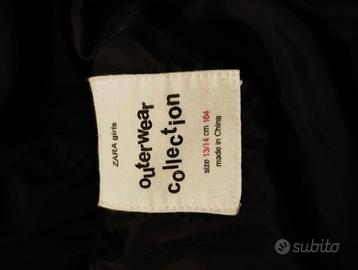 ZARA girls
outerwear
collection
size 13/14 cm 164
made in China
subito